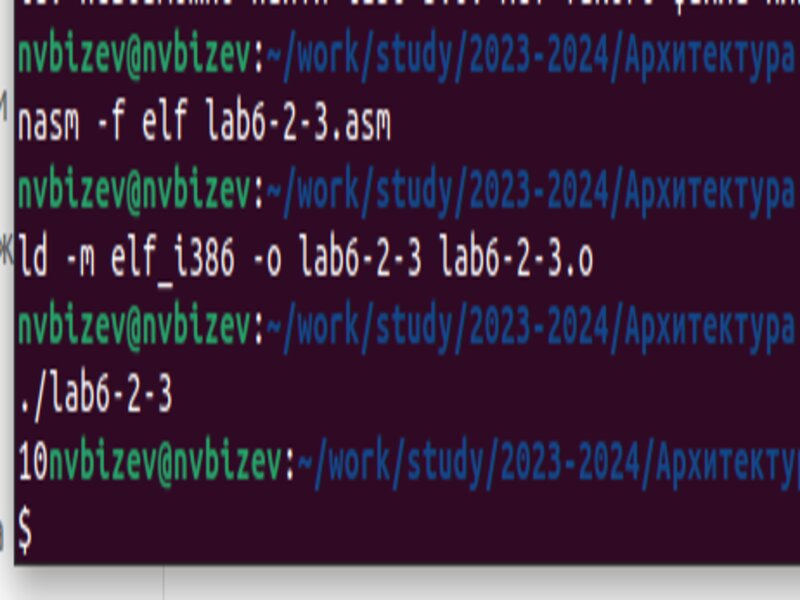 nvbizev@nvbizev:~/work/study/2023-2024/Архитектура
nasm -f elf lab6-2-3.asm
nvbizev@nvbizev:~/work/study/2023-2024/Архитектура
ld -m elf_i386 -o lab6-2-3 lab6-2-3.o
nvbizev@nvbizev:~/work/study/2023-2024/Архитектура
./lab6-2-3
10nvbizev@nvbizev:~/work/study/2023-2024/Архитектур
$